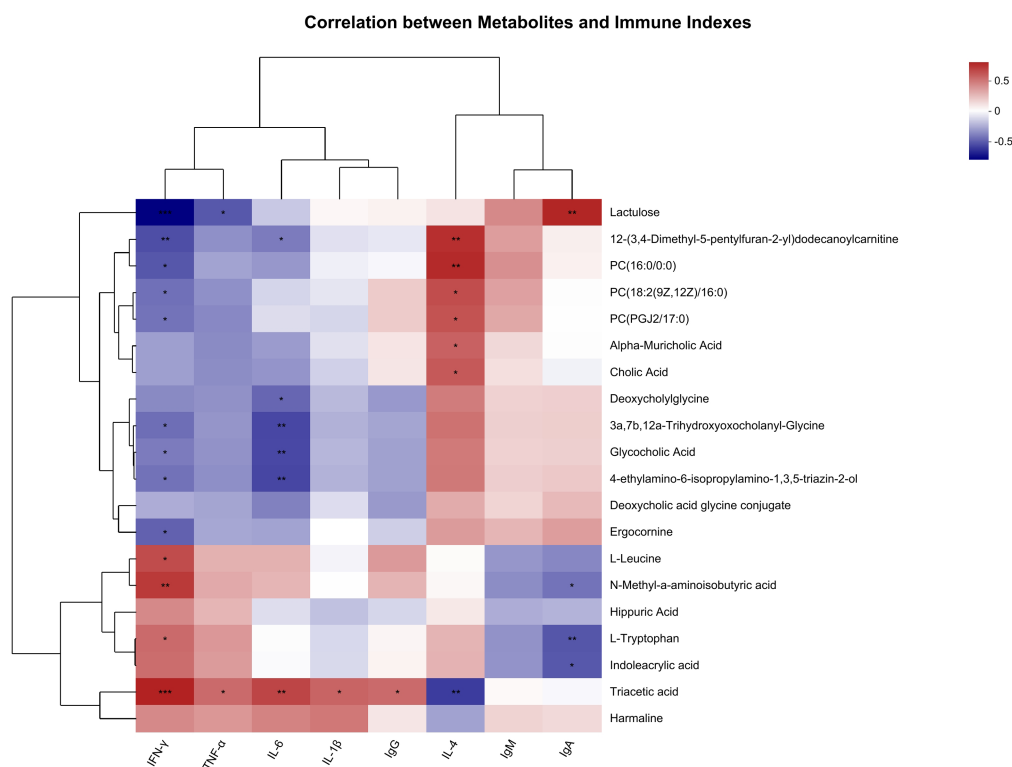 Correlation between Metabolites and Immune Indexes
0.5
0
-0.5
*** * ** Lactulose
** * ** 12-(3,4-Dimethyl-5-pentylfuran-2-yl)dodecanoylcarnitine
* ** PC(16:0/0:0)
* * PC(18:2(9Z,12Z)/16:0)
* * PC(PGJ2/17:0)
* Alpha-Muricholic Acid
* Cholic Acid
* Deoxycholylglycine
* ** 3a,7b,12a-Trihydroxyoxocholanyl-Glycine
* ** Glycocholic Acid
* ** 4-ethylamino-6-isopropylamino-1,3,5-triazin-2-ol
Deoxycholic acid glycine conjugate
* Ergocornine
* L-Leucine
** * N-Methyl-a-aminoisobutyric acid
Hippuric Acid
* ** L-Tryptophan
* Indoleacrylic acid
*** * ** * * ** Triacetic acid
Harmaline
IFN-γ TNF-α IL-6 IL-1β IgG IL-4 IgM IgA